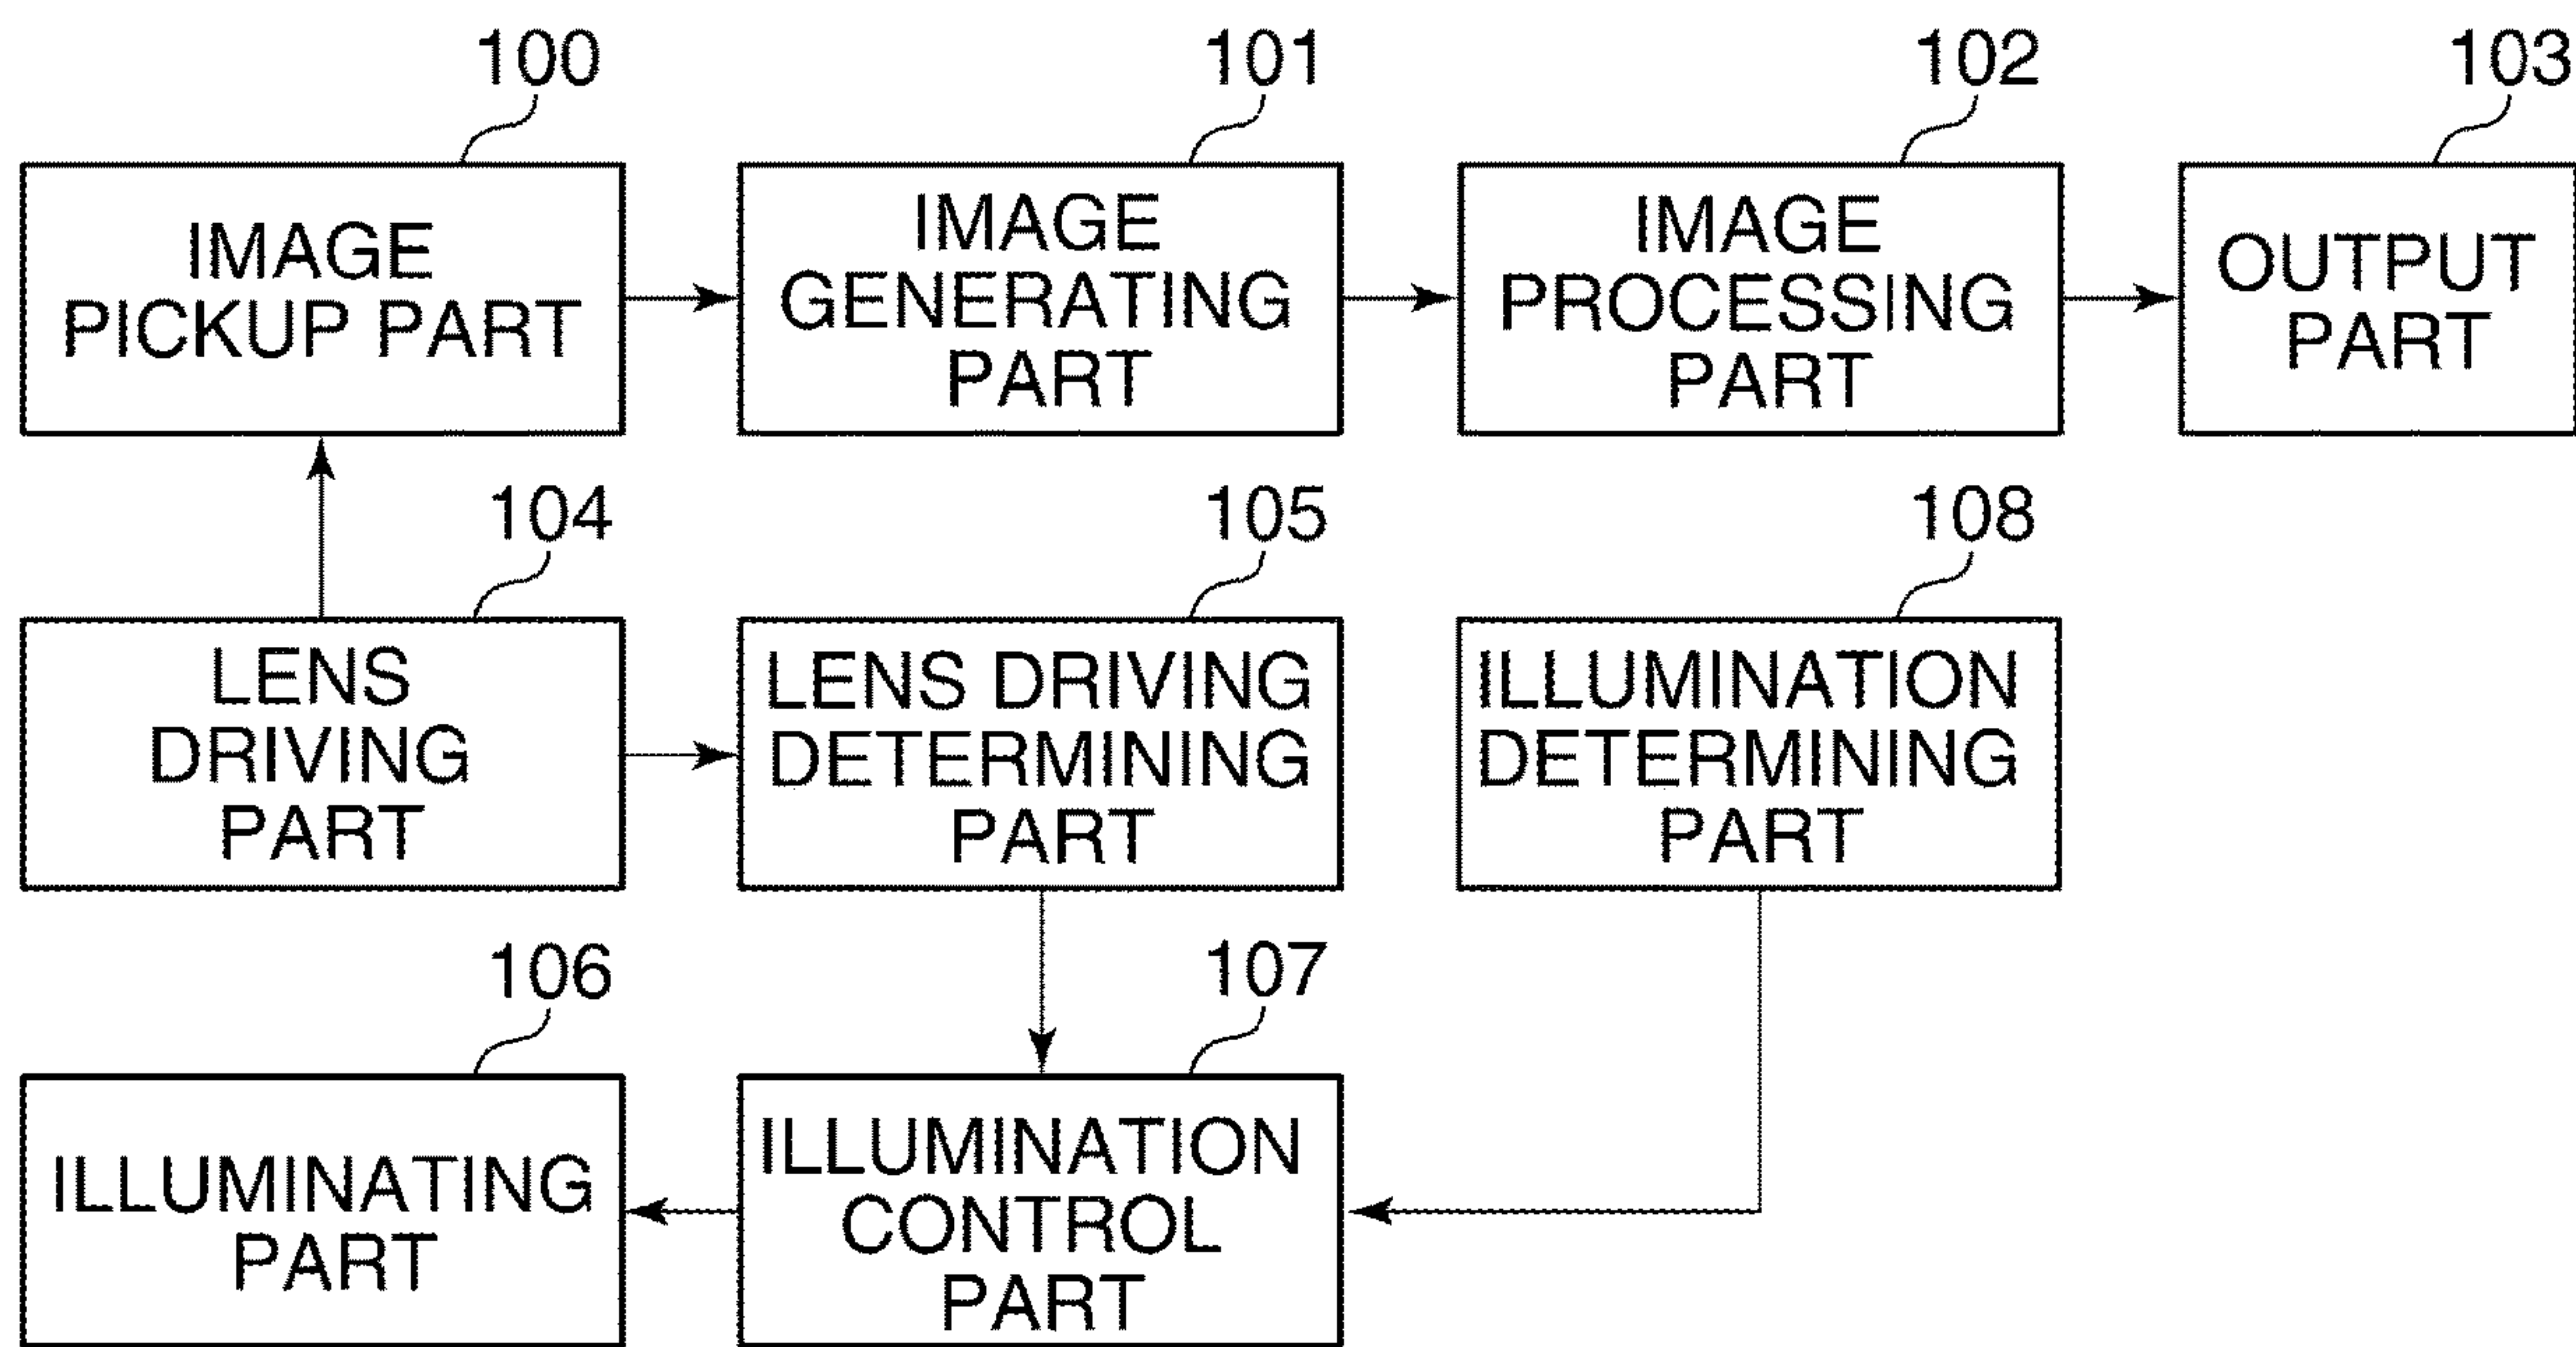 100
IMAGE
PICKUP PART
101
IMAGE
GENERATING
PART
102
IMAGE
PROCESSING
PART
103
OUTPUT
PART
104
LENS
DRIVING
PART
105
LENS DRIVING
DETERMINING
PART
108
ILLUMINATION
DETERMINING
PART
106
ILLUMINATING
PART
107
ILLUMINATION
CONTROL
PART